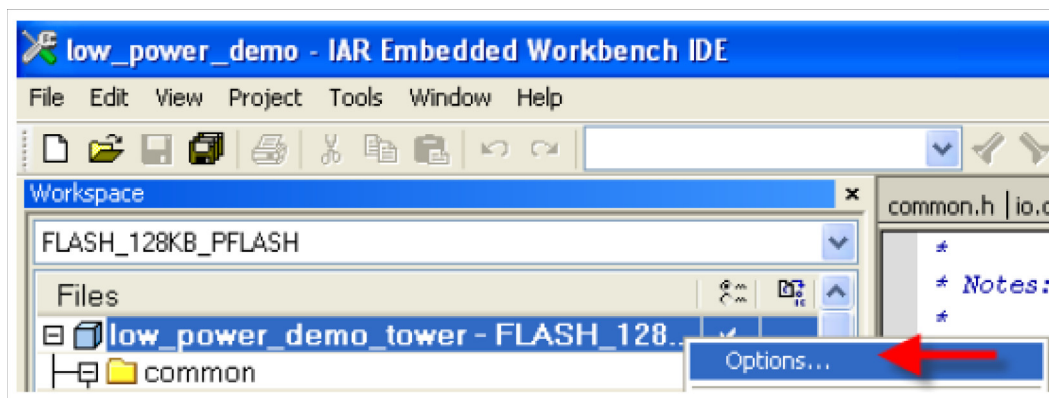 low_power_demo - IAR Embedded Workbench IDE
File Edit View Project Tools Window Help
Workspace
common.h | io.c
FLASH_128KB_PFLASH
*
Files
* Notes:
*
low_power_demo_tower - FLASH_128...
Options...
common